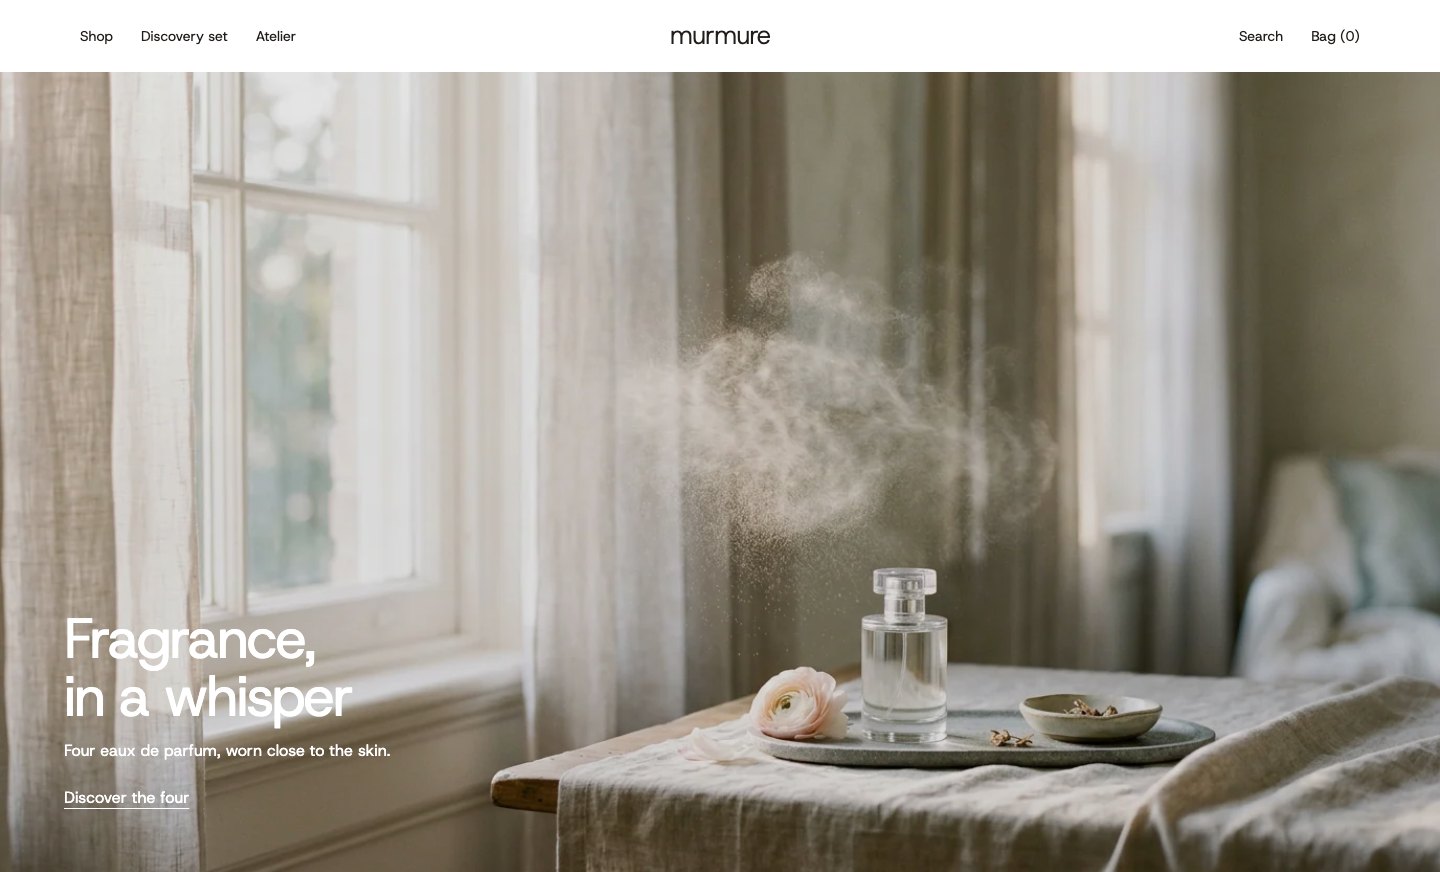 Shop
Discovery set
Atelier
murmure
Search
Bag (0)
Fragrance,
in a whisper
Four eaux de parfum, worn close to the skin.
Discover the four